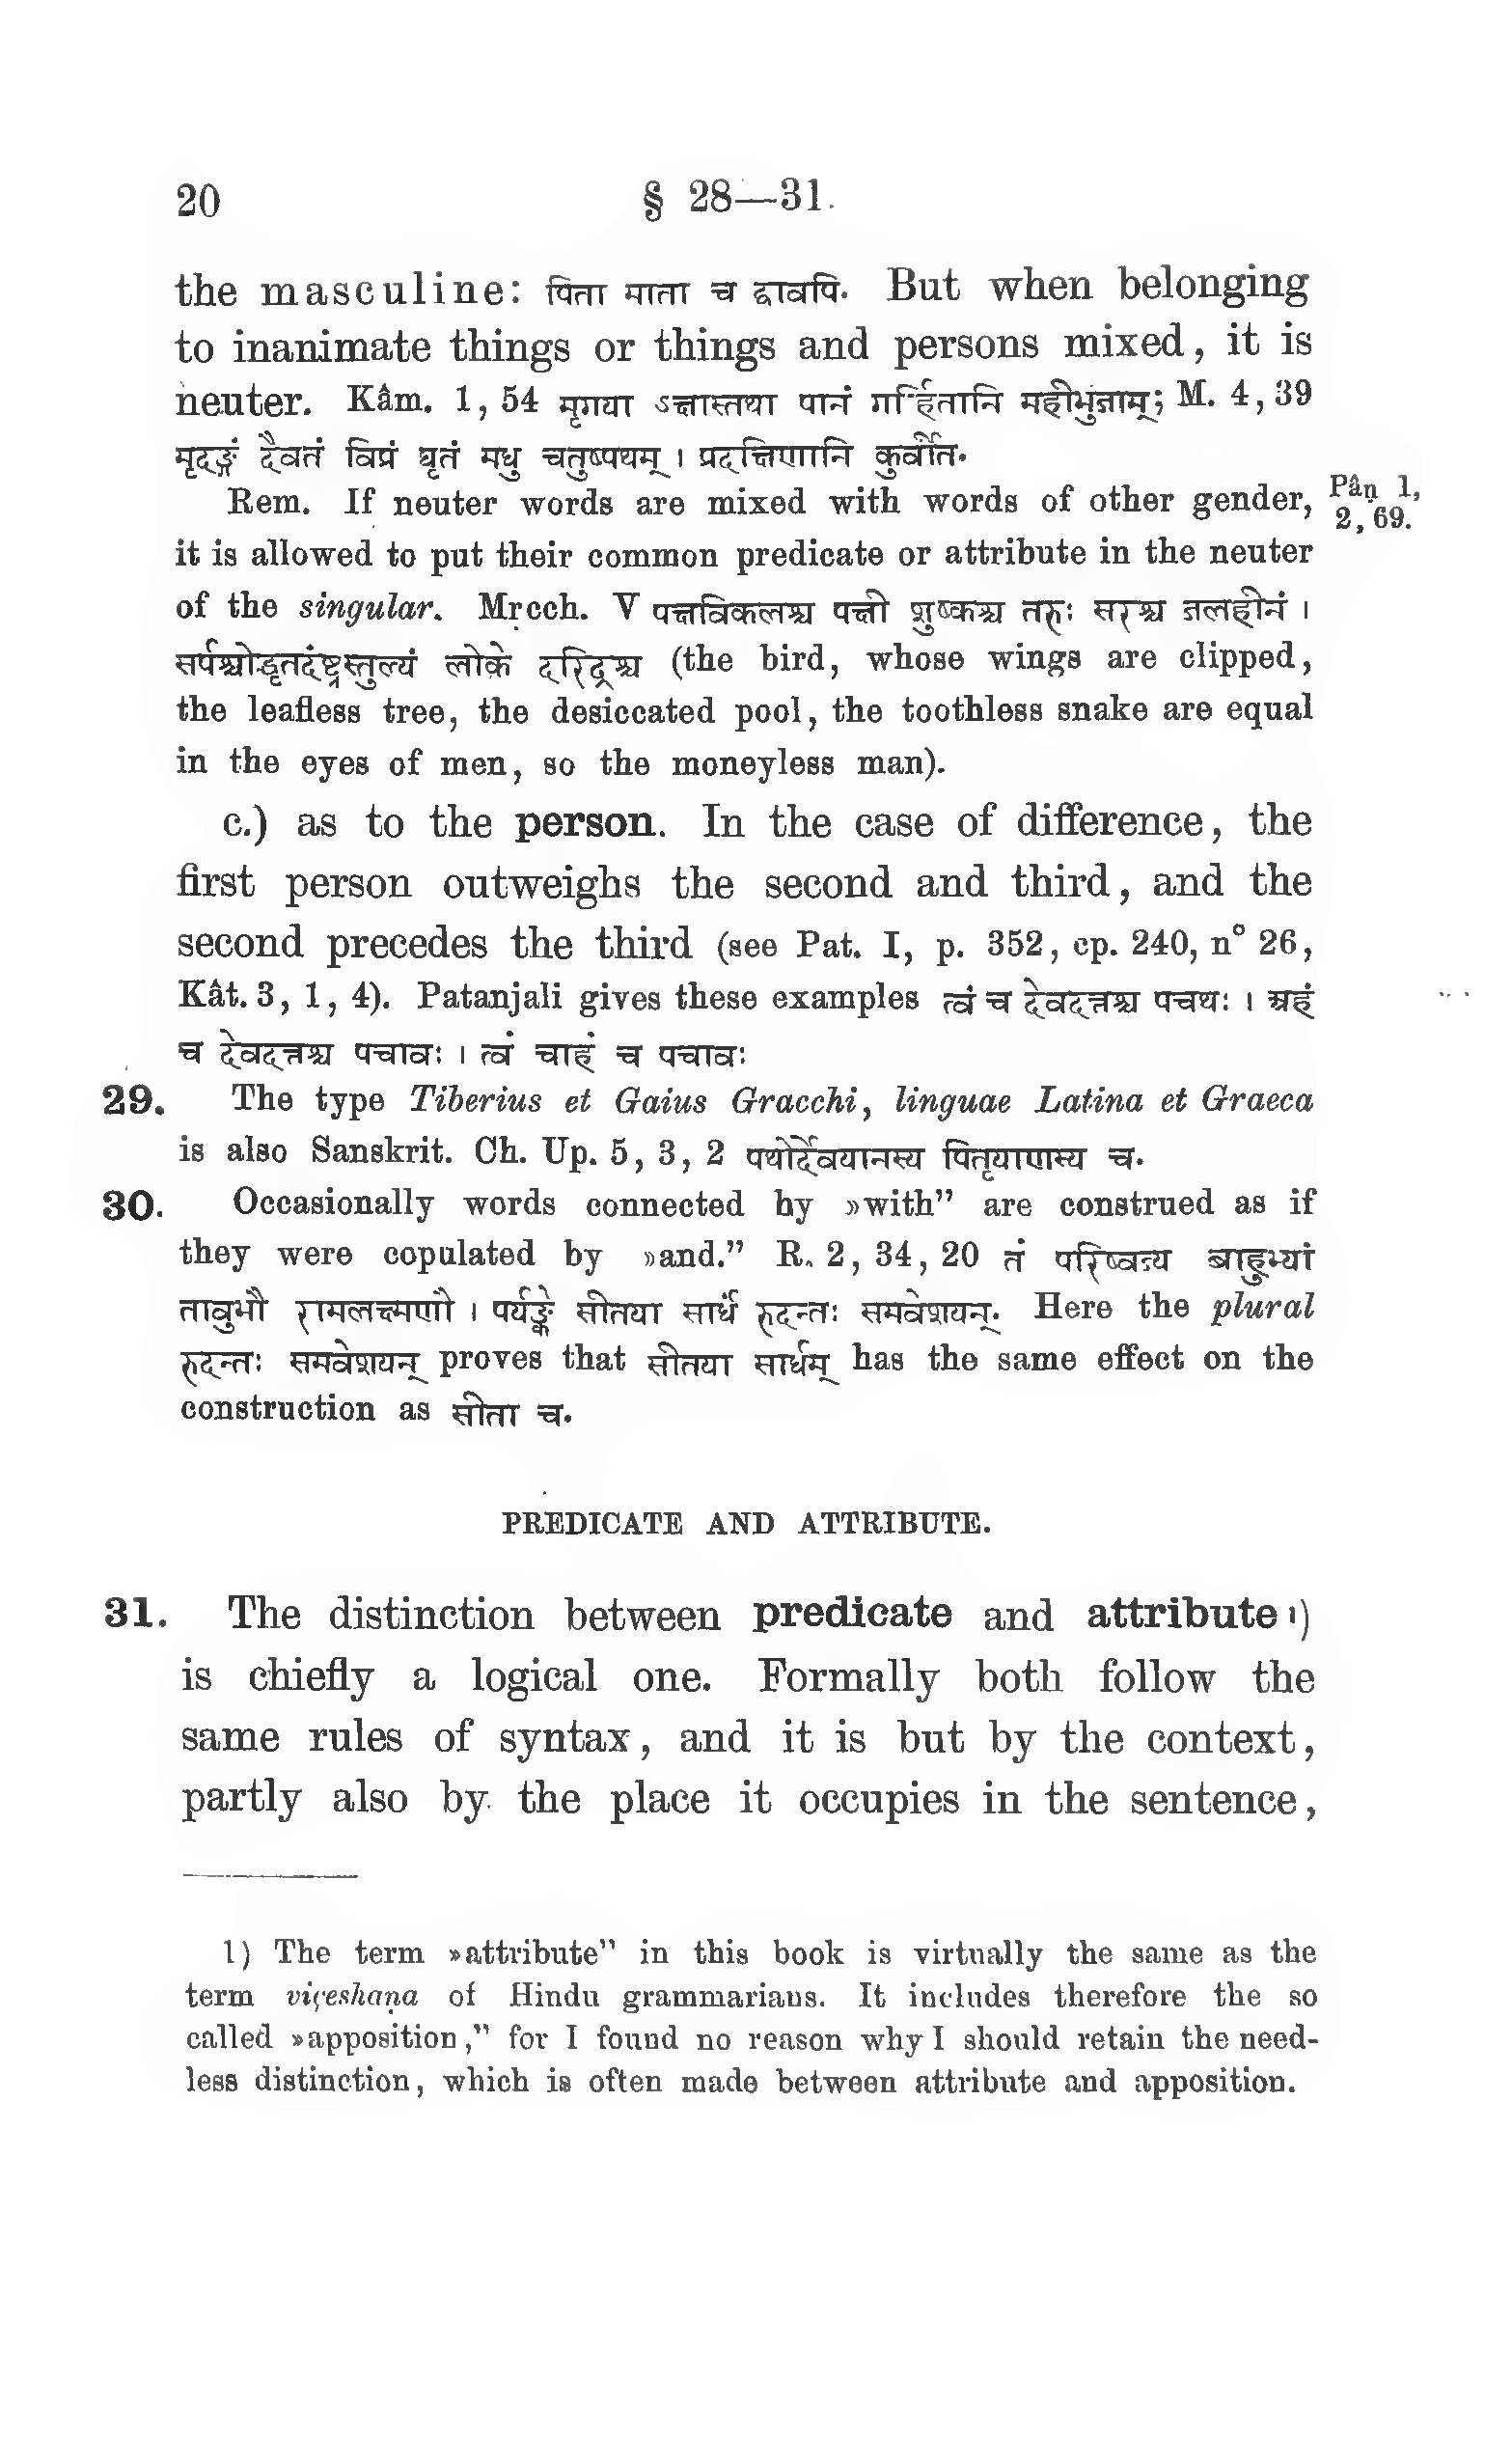 20 § 28—31.
the masculine: पिता माता च द्वावपि. But when belonging
to inanimate things or things and persons mixed, it is
neuter. Kâm. 1, 54 मृगया ऽक्षास्तथा पानं गर्हितानि महीभुजाम्; M. 4, 39
मृदङ्गं दैवतं विप्रं घृतं मधु चतुष्पथम् । प्रदक्षिणानि कुर्वीत.
Rem. If neuter words are mixed with words of other gender, Pâṇ 1,
2, 69.
it is allowed to put their common predicate or attribute in the neuter
of the singular. Mṛcch. V पक्षविकलश्च पक्षी शुष्कश्च तरुः सरश्च जलहीनं ।
सर्पश्चोद्धृतदंष्ट्रस्तुल्यं लोके दरिद्रश्च (the bird, whose wings are clipped,
the leafless tree, the desiccated pool, the toothless snake are equal
in the eyes of men, so the moneyless man).
c.) as to the person. In the case of difference, the
first person outweighs the second and third, and the
second precedes the third (see Pat. I, p. 352, cp. 240, n° 26,
Kât. 3, 1, 4). Patanjali gives these examples त्वं च देवदत्तश्च पचथः । अहं
च देवदत्तश्च पचावः । त्वं चाहं च पचावः
29. The type Tiberius et Gaius Gracchi, linguae Latina et Graeca
is also Sanskrit. Ch. Up. 5, 3, 2 पथोर्देवयानस्य पितृयाणस्य च.
30. Occasionally words connected by »with” are construed as if
they were copulated by »and.” R. 2, 34, 20 तं परिष्वज्य बाहुभ्यां
तावुभौ रामलक्ष्मणौ । पर्यङ्के सीतया सार्धं रुदन्तः समवेशयन्. Here the plural
रुदन्तः समवेशयन् proves that सीतया सार्धम् has the same effect on the
construction as सीता च.
PREDICATE AND ATTRIBUTE.
31. The distinction between predicate and attribute 1)
is chiefly a logical one. Formally both follow the
same rules of syntax, and it is but by the context,
partly also by the place it occupies in the sentence,
1) The term »attribute” in this book is virtually the same as the
term viçeshaṇa of Hindu grammarians. It includes therefore the so
called »apposition,” for I found no reason why I should retain the need-
less distinction, which is often made between attribute and apposition.